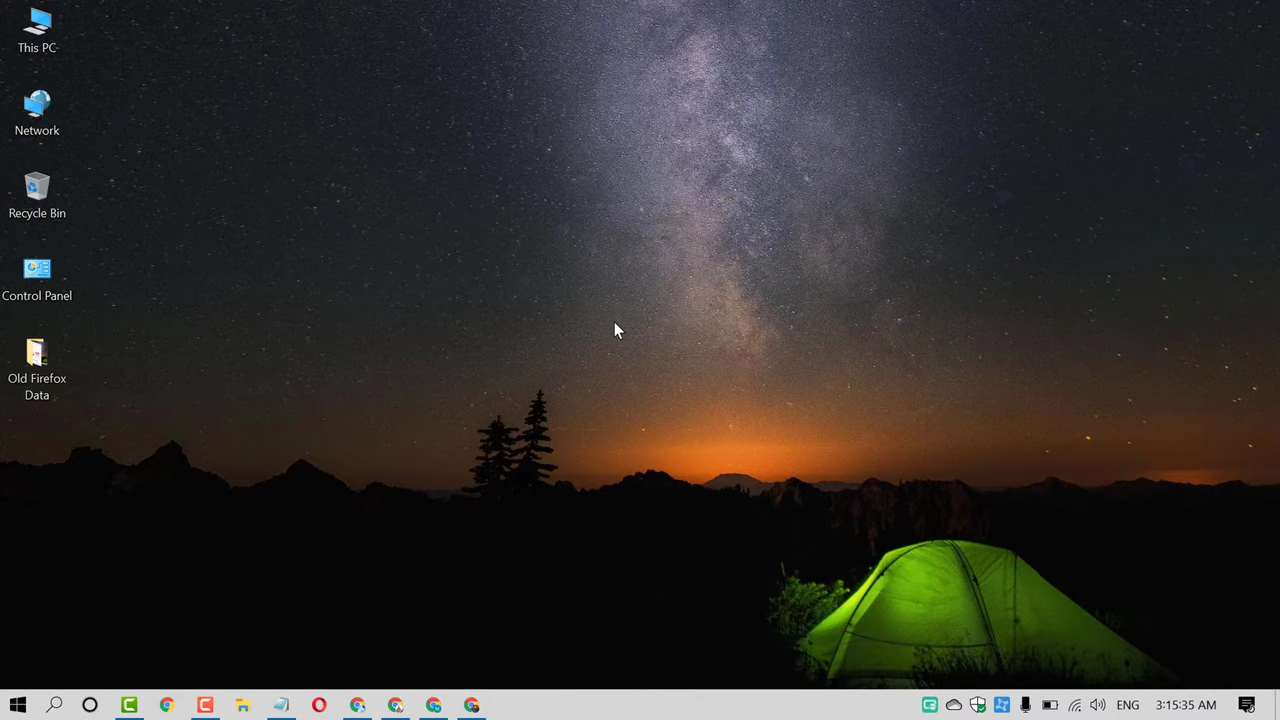 This PC
Network
Recycle Bin
Control Panel
Old Firefox
Data
ENG
3:15:35 AM